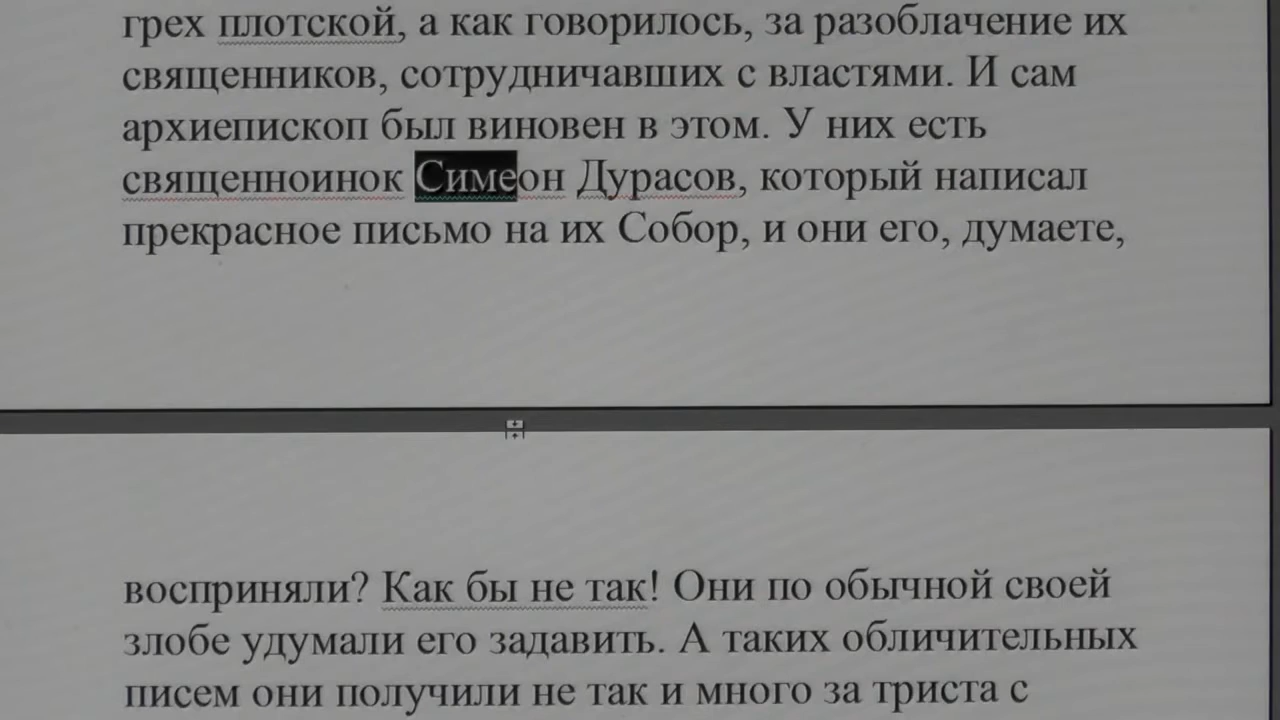 грех плотской, а как говорилось, за разоблачение их
священников, сотрудничавших с властями. И сам
архиепископ был виновен в этом. У них есть
священноинок Симеон Дурасов, который написал
прекрасное письмо на их Собор, и они его, думаете,
восприняли? Как бы не так! Они по обычной своей
злобе удумали его задавить. А таких обличительных
писем они получили не так и много за триста с